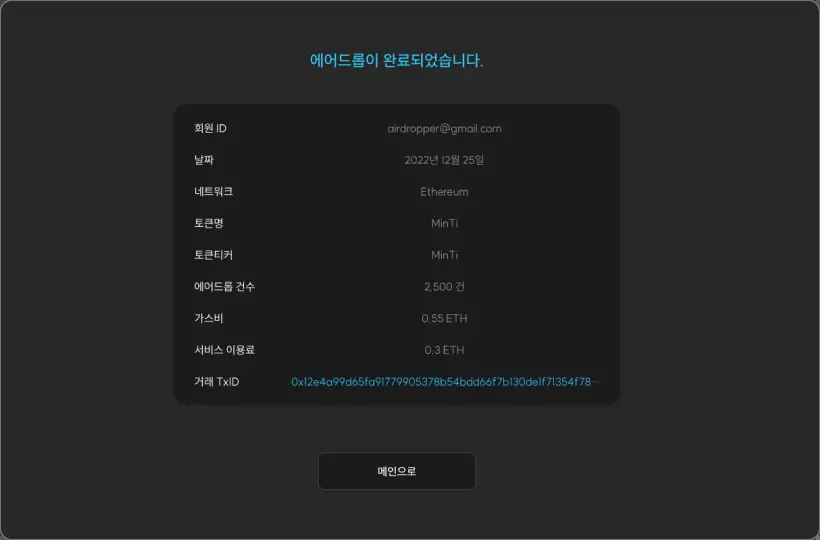 에어드롭이 완료되었습니다.
회원 ID airdropper@gmail.com
날짜 2022년 12월 25일
네트워크 Ethereum
토큰명 MinTi
토큰티커 MinTi
에어드롭 건수 2,500 건
가스비 0.55 ETH
서비스 이용료 0.3 ETH
거래 TxID 0x12e4a99d65fa91779905378b54bdd66f7b130de1f71354f78···
메인으로